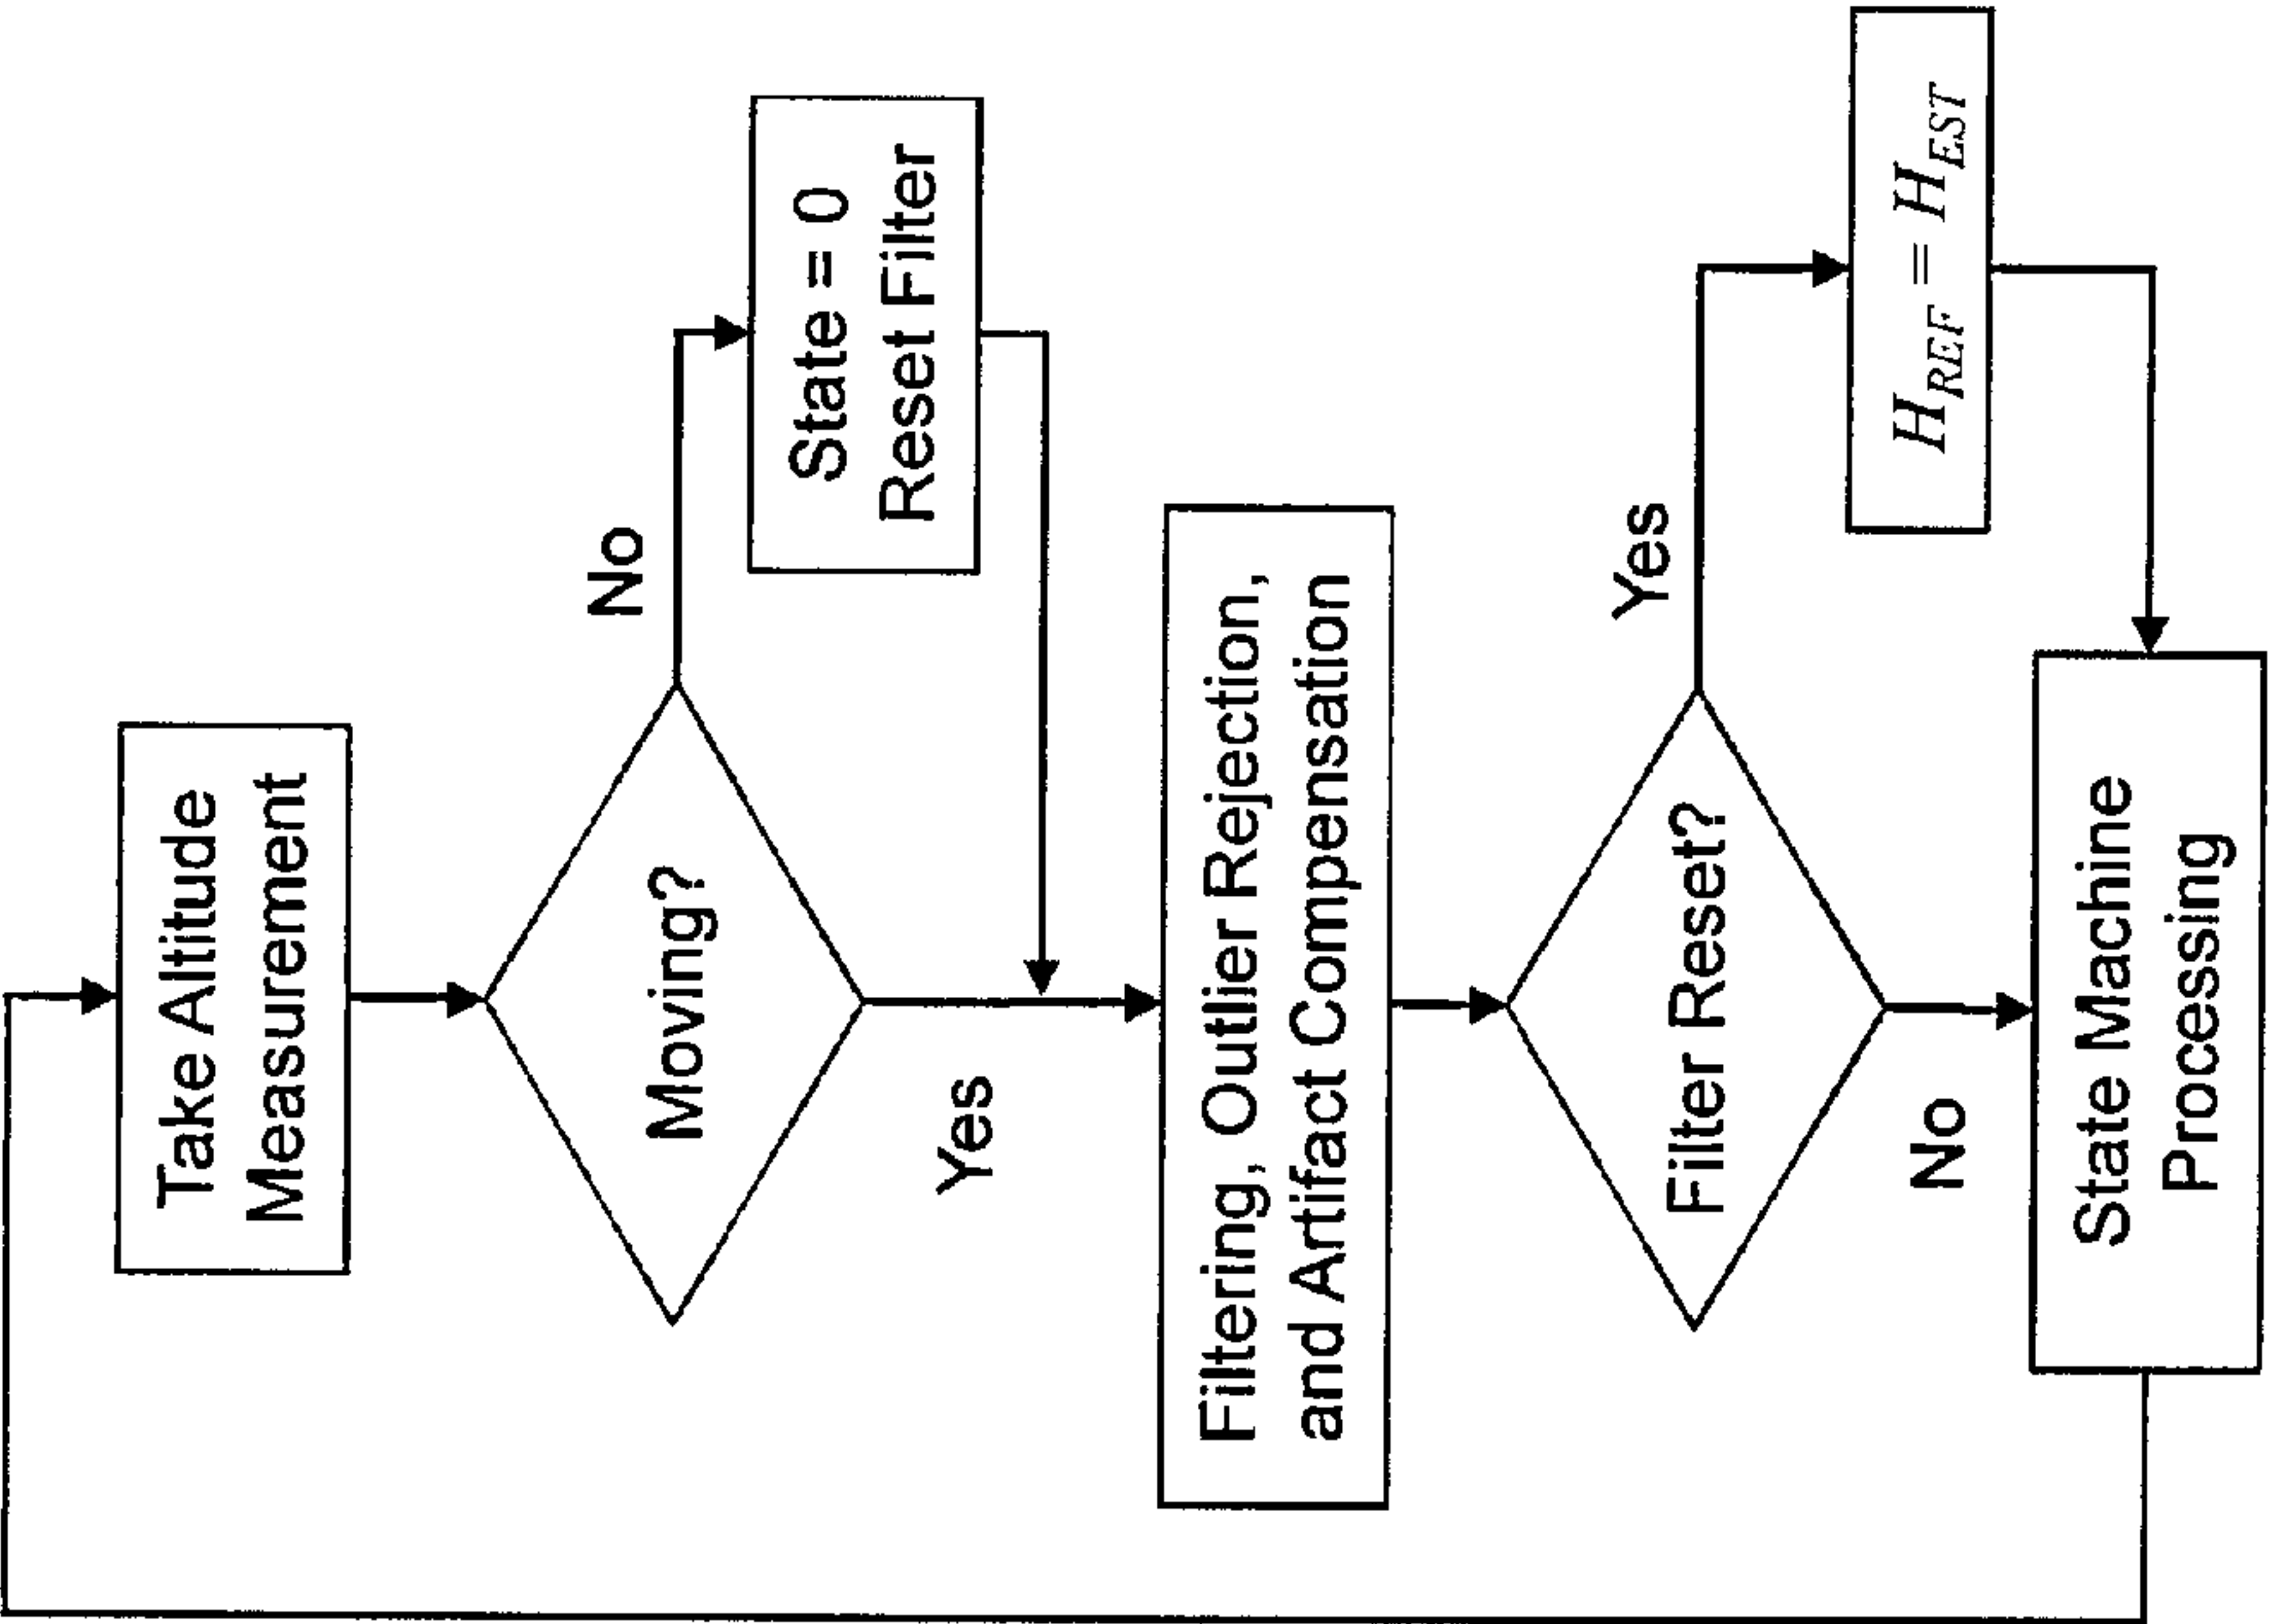 Take Altitude
Measurement
Moving?
No
State = 0
Reset Filter
Yes
Filtering, Outlier Rejection,
and Artifact Compensation
Filter Reset?
Yes
H_REF = H_EST
No
State Machine
Processing